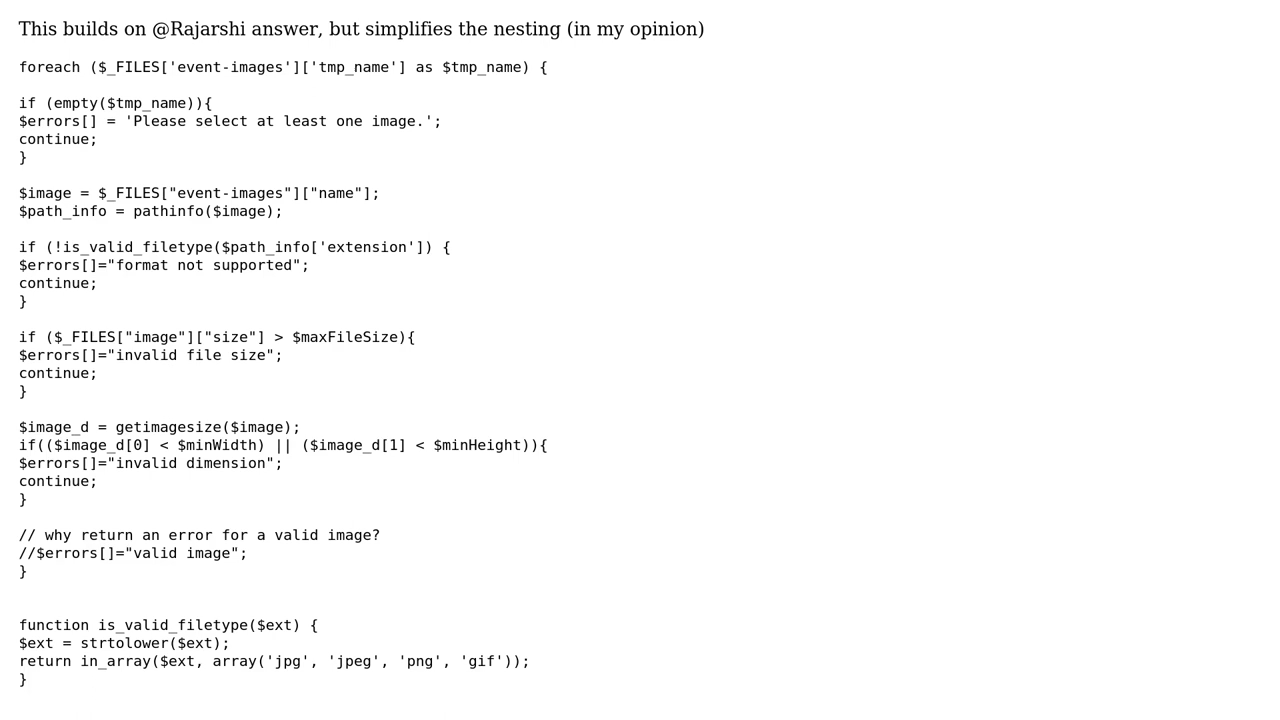 This builds on @Rajarshi answer, but simplifies the nesting (in my opinion)
foreach ($_FILES['event-images']['tmp_name'] as $tmp_name) {
if (empty($tmp_name)){
$errors[] = 'Please select at least one image.';
continue;
}
$image = $_FILES["event-images"]["name"];
$path_info = pathinfo($image);
if (!is_valid_filetype($path_info['extension']) {
$errors[]="format not supported";
continue;
}
if ($_FILES["image"]["size"] > $maxFileSize){
$errors[]="invalid file size";
continue;
}
$image_d = getimagesize($image);
if(($image_d[0] < $minWidth) || ($image_d[1] < $minHeight)){
$errors[]="invalid dimension";
continue;
}
// why return an error for a valid image?
//$errors[]="valid image";
}
function is_valid_filetype($ext) {
$ext = strtolower($ext);
return in_array($ext, array('jpg', 'jpeg', 'png', 'gif'));
}